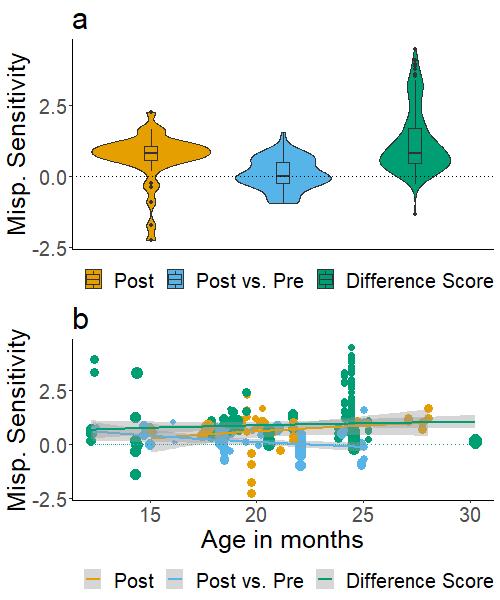 a
Misp. Sensitivity
2.5
0.0
-2.5
Post Post vs. Pre Difference Score
b
Misp. Sensitivity
2.5
0.0
-2.5
15 20 25 30
Age in months
Post Post vs. Pre Difference Score